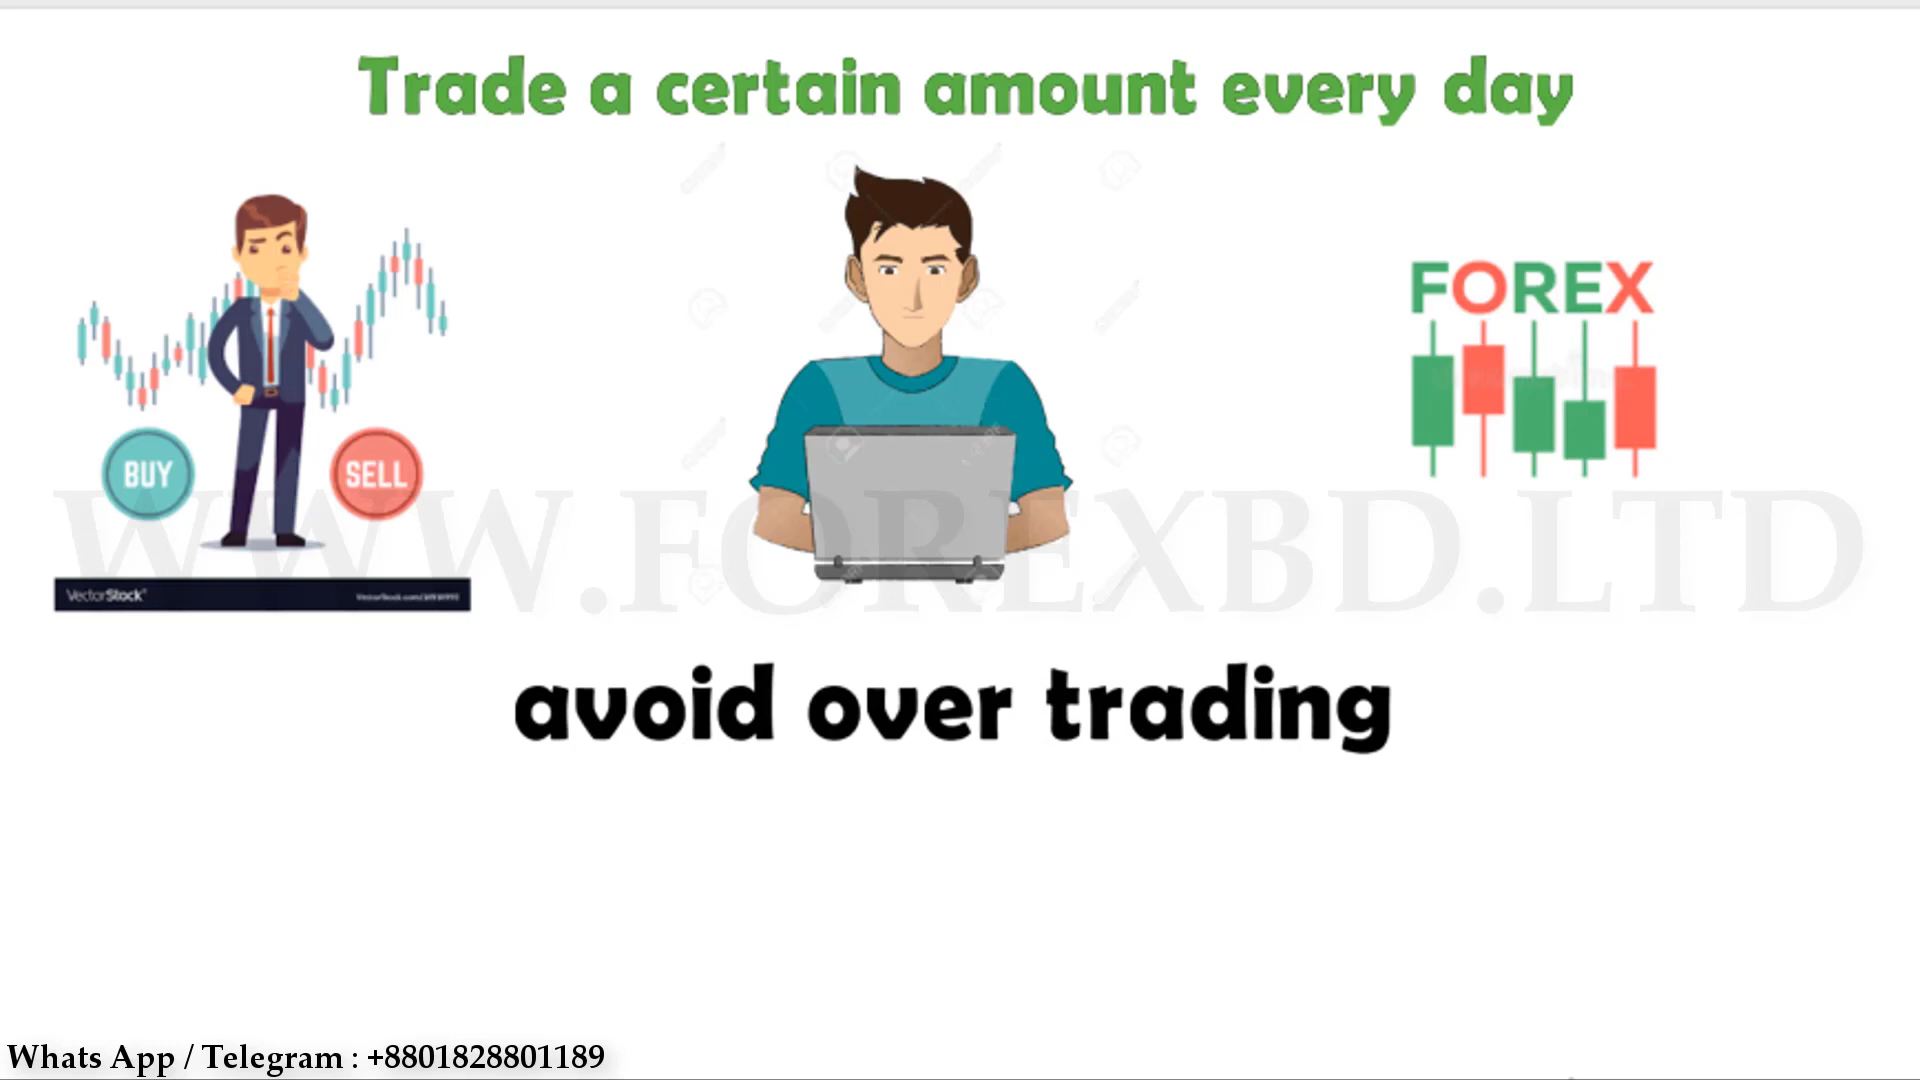 Trade a certain amount every day
FOREX
BUY
SELL
WWW.FOREXBD.LTD
VectorStock®
avoid over trading
Whats App / Telegram : +8801828801189